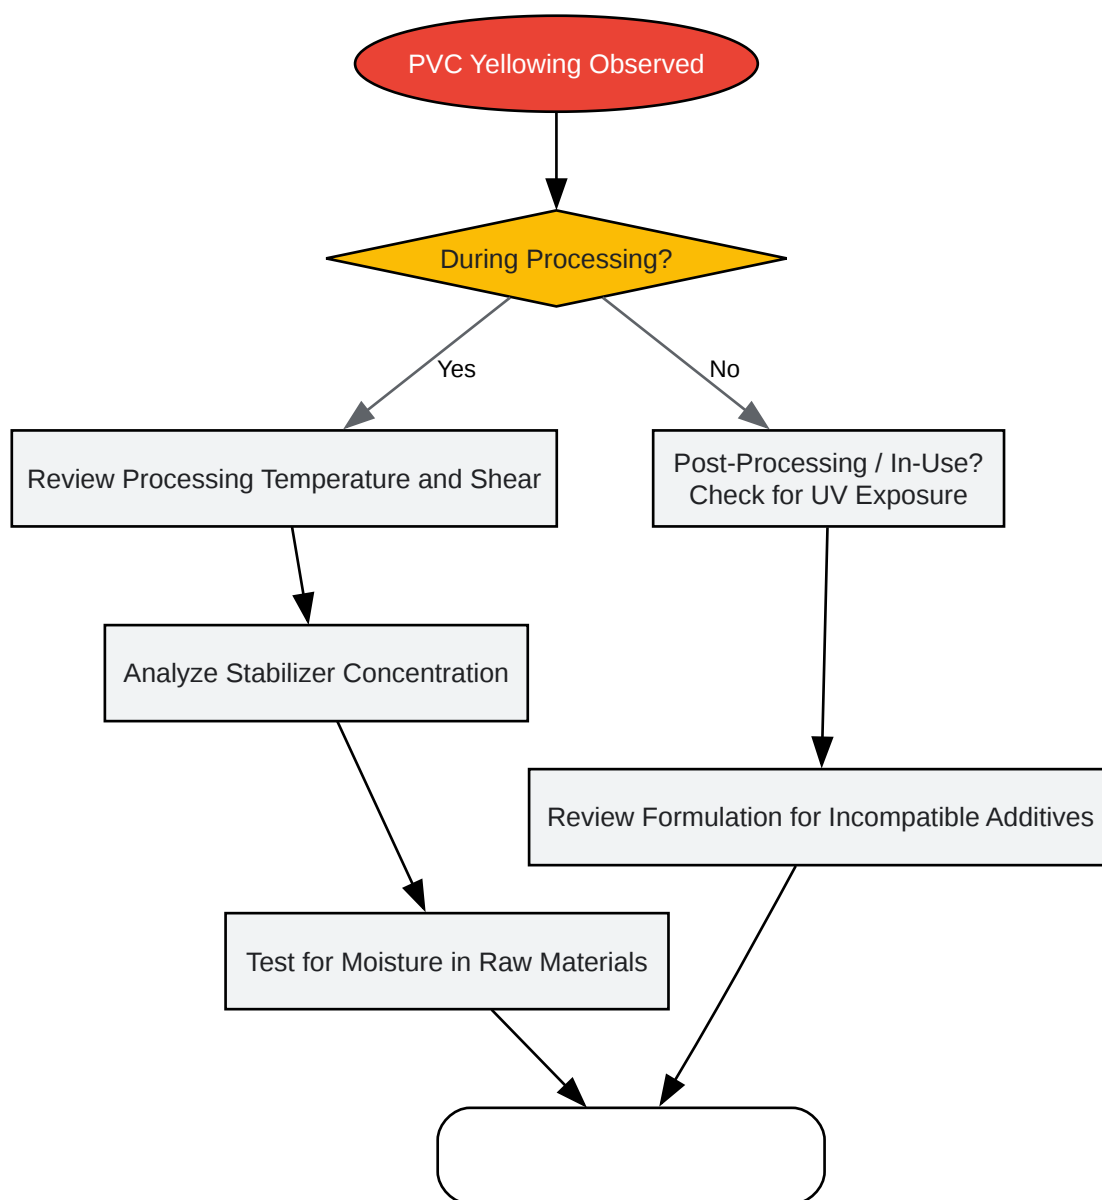 PVC Yellowing Observed
During Processing?
Yes
No
Review Processing Temperature and Shear
Post-Processing / In-Use?
Check for UV Exposure
Analyze Stabilizer Concentration
Review Formulation for Incompatible Additives
Test for Moisture in Raw Materials